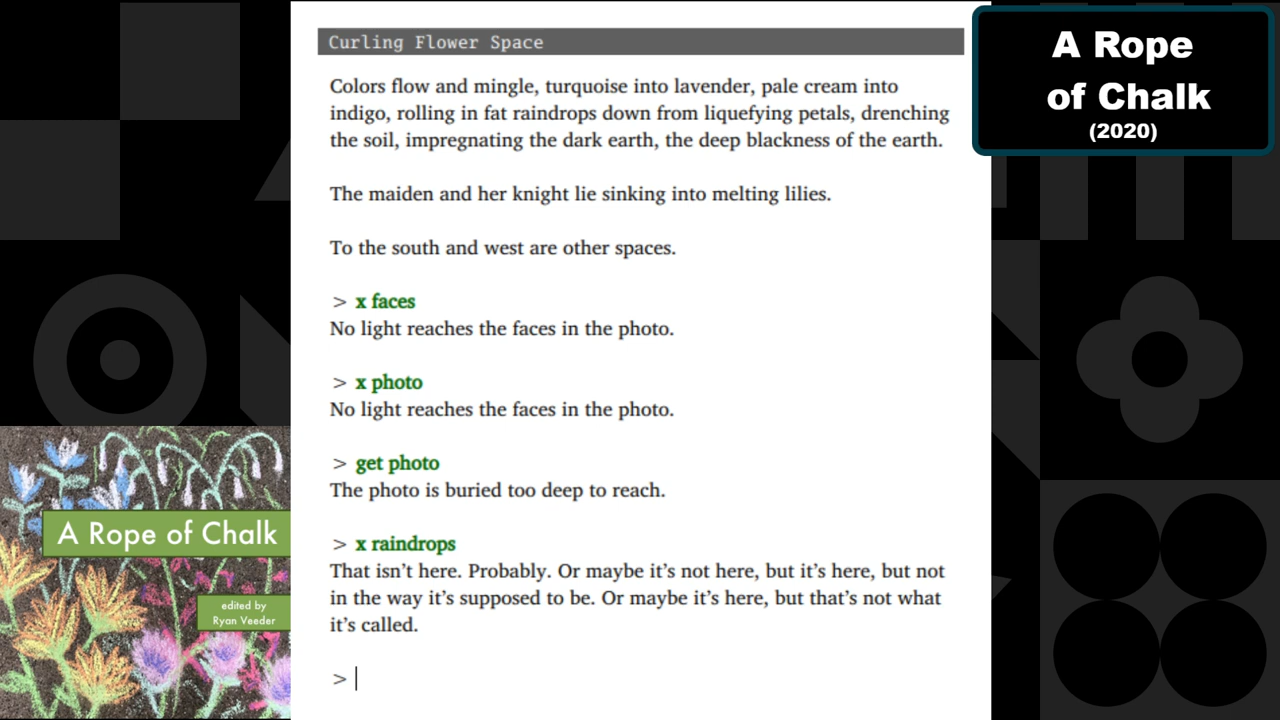 Curling Flower Space
Colors flow and mingle, turquoise into lavender, pale cream into
indigo, rolling in fat raindrops down from liquefying petals, drenching
the soil, impregnating the dark earth, the deep blackness of the earth.
The maiden and her knight lie sinking into melting lilies.
To the south and west are other spaces.
> x faces
No light reaches the faces in the photo.
> x photo
No light reaches the faces in the photo.
> get photo
The photo is buried too deep to reach.
> x raindrops
That isn’t here. Probably. Or maybe it’s not here, but it’s here, but not
in the way it’s supposed to be. Or maybe it’s here, but that’s not what
it’s called.
>
A Rope
of Chalk
(2020)
A Rope of Chalk
edited by
Ryan Veeder